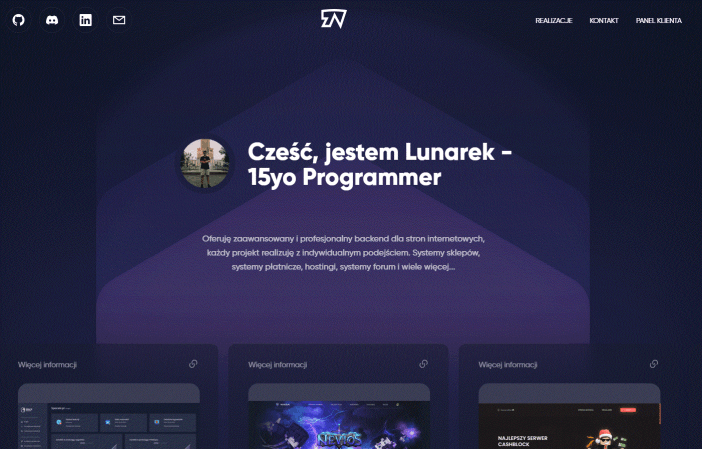 REALIZACJE KONTAKT PANEL KLIENTA
Cześć, jestem Lunarek -
15yo Programmer
Oferuję zaawansowany i profesjonalny backend dla stron internetowych,
każdy projekt realizuję z indywidualnym podejściem. Systemy sklepów,
systemy płatnicze, hostingi, systemy forum i wiele więcej...
Więcej informacji
Więcej informacji
Więcej informacji
NAJLEPSZY SERWER
CASHBLOCK